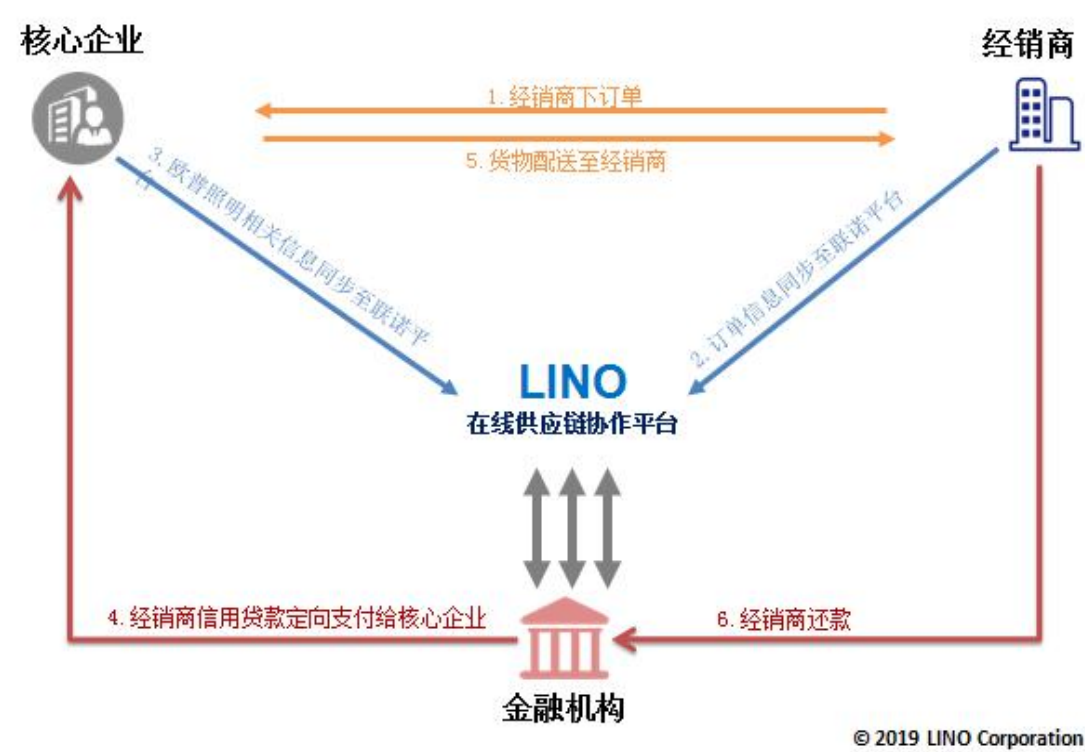 核心企业
经销商
1. 经销商下订单
5. 货物配送至经销商
3. 欧普照明相关信息同步至联诺平
台
2. 订单信息同步至联诺平台
LINO
在线供应链协作平台
4. 经销商信用贷款定向支付给核心企业
6. 经销商还款
金融机构
© 2019 LINO Corporation